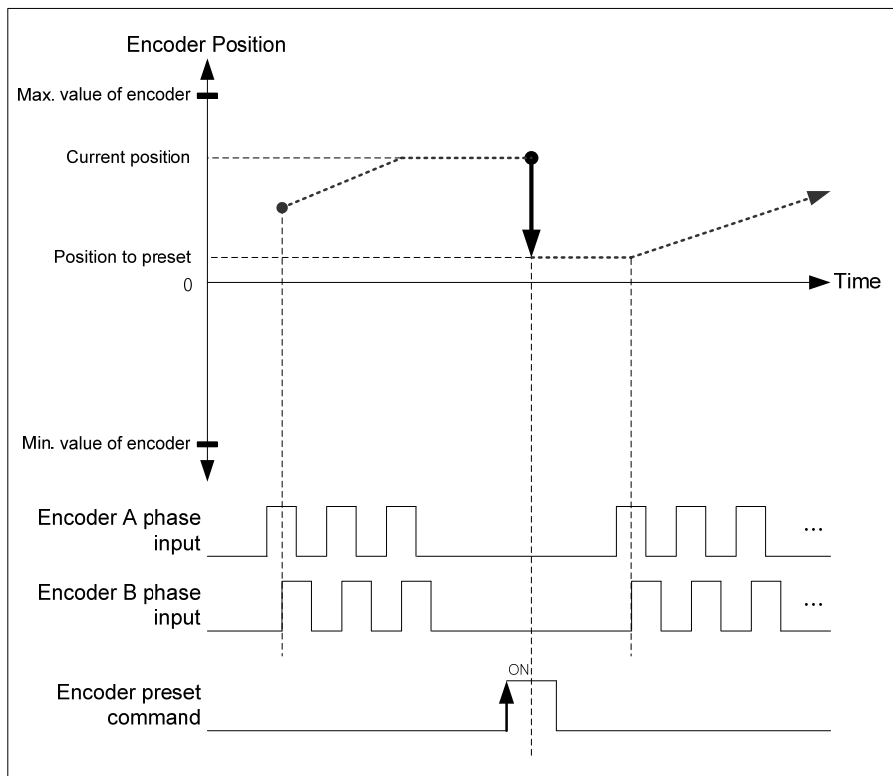 Encoder Position
Max. value of encoder
Current position
Position to preset
0
Time
Min. value of encoder
Encoder A phase
input
...
Encoder B phase
input
...
ON
Encoder preset
command